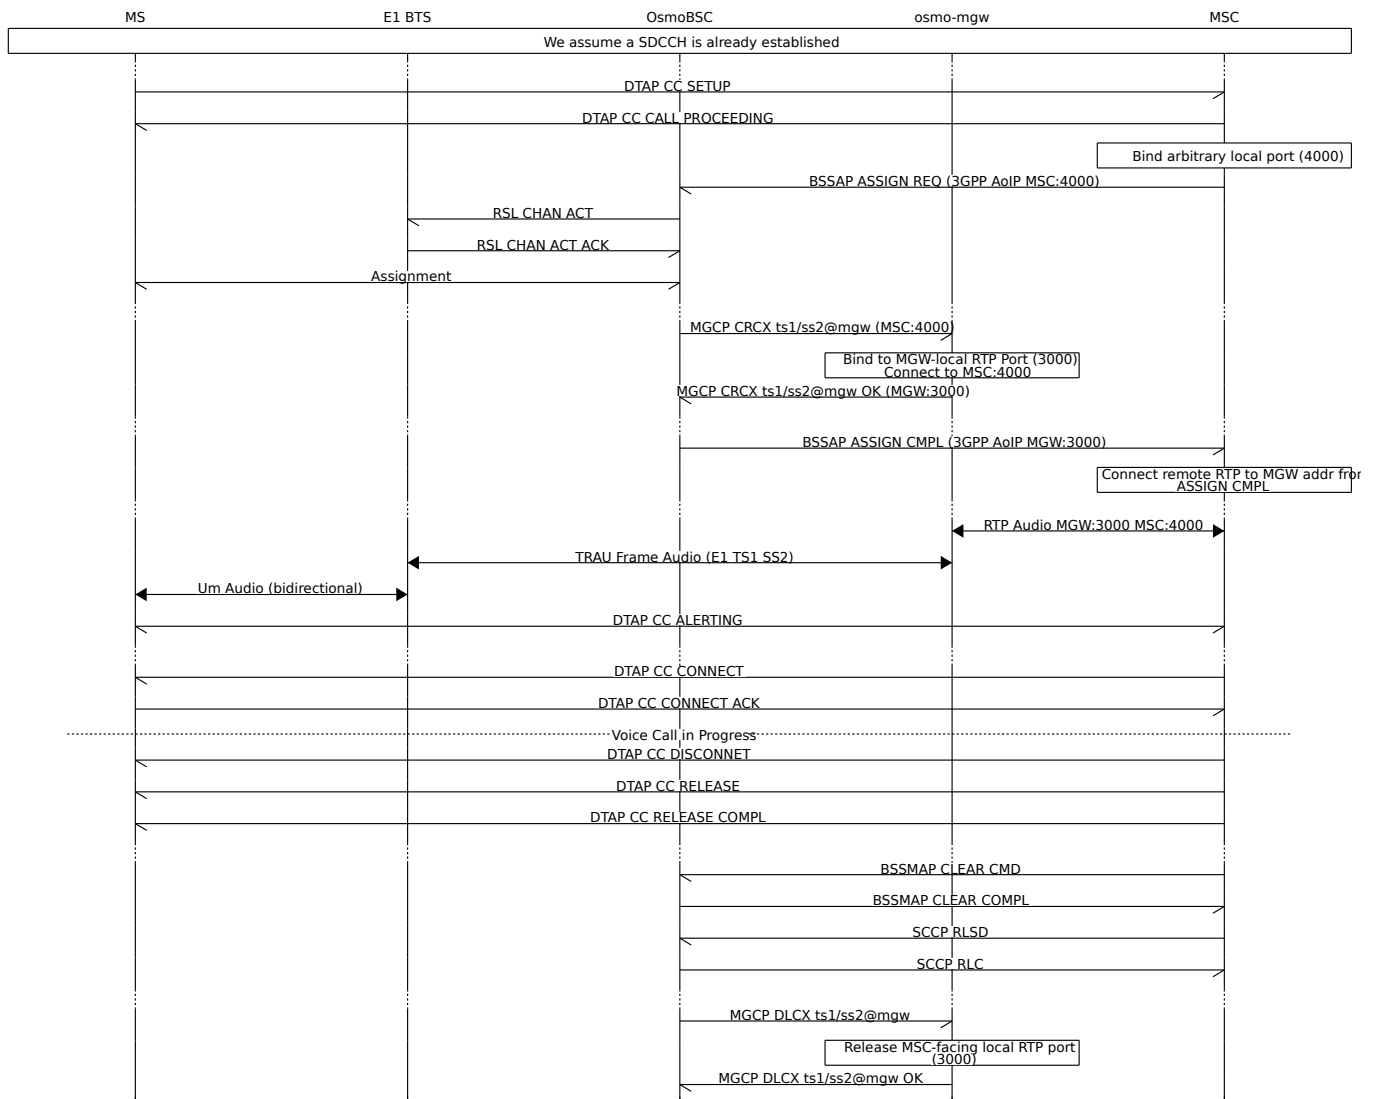 MS E1 BTS OsmoBSC osmo-mgw MSC
We assume a SDCCH is already established
DTAP CC SETUP
DTAP CC CALL PROCEEDING
Bind arbitrary local port (4000)
BSSAP ASSIGN REQ (3GPP AoIP MSC:4000)
RSL CHAN ACT
RSL CHAN ACT ACK
Assignment
MGCP CRCX ts1/ss2@mgw (MSC:4000)
Bind to MGW-local RTP Port (3000)
Connect to MSC:4000
MGCP CRCX ts1/ss2@mgw OK (MGW:3000)
BSSAP ASSIGN CMPL (3GPP AoIP MGW:3000)
Connect remote RTP to MGW addr
ASSIGN CMPL
RTP Audio MGW:3000 MSC:4000
TRAU Frame Audio (E1 TS1 SS2)
Um Audio (bidirectional)
DTAP CC ALERTING
DTAP CC CONNECT
DTAP CC CONNECT ACK
Voice Call in Progress
DTAP CC DISCONNET
DTAP CC RELEASE
DTAP CC RELEASE COMPL
BSSMAP CLEAR CMD
BSSMAP CLEAR COMPL
SCCP RLSD
SCCP RLC
MGCP DLCX ts1/ss2@mgw
Release MSC-facing local RTP port
(3000)
MGCP DLCX ts1/ss2@mgw OK